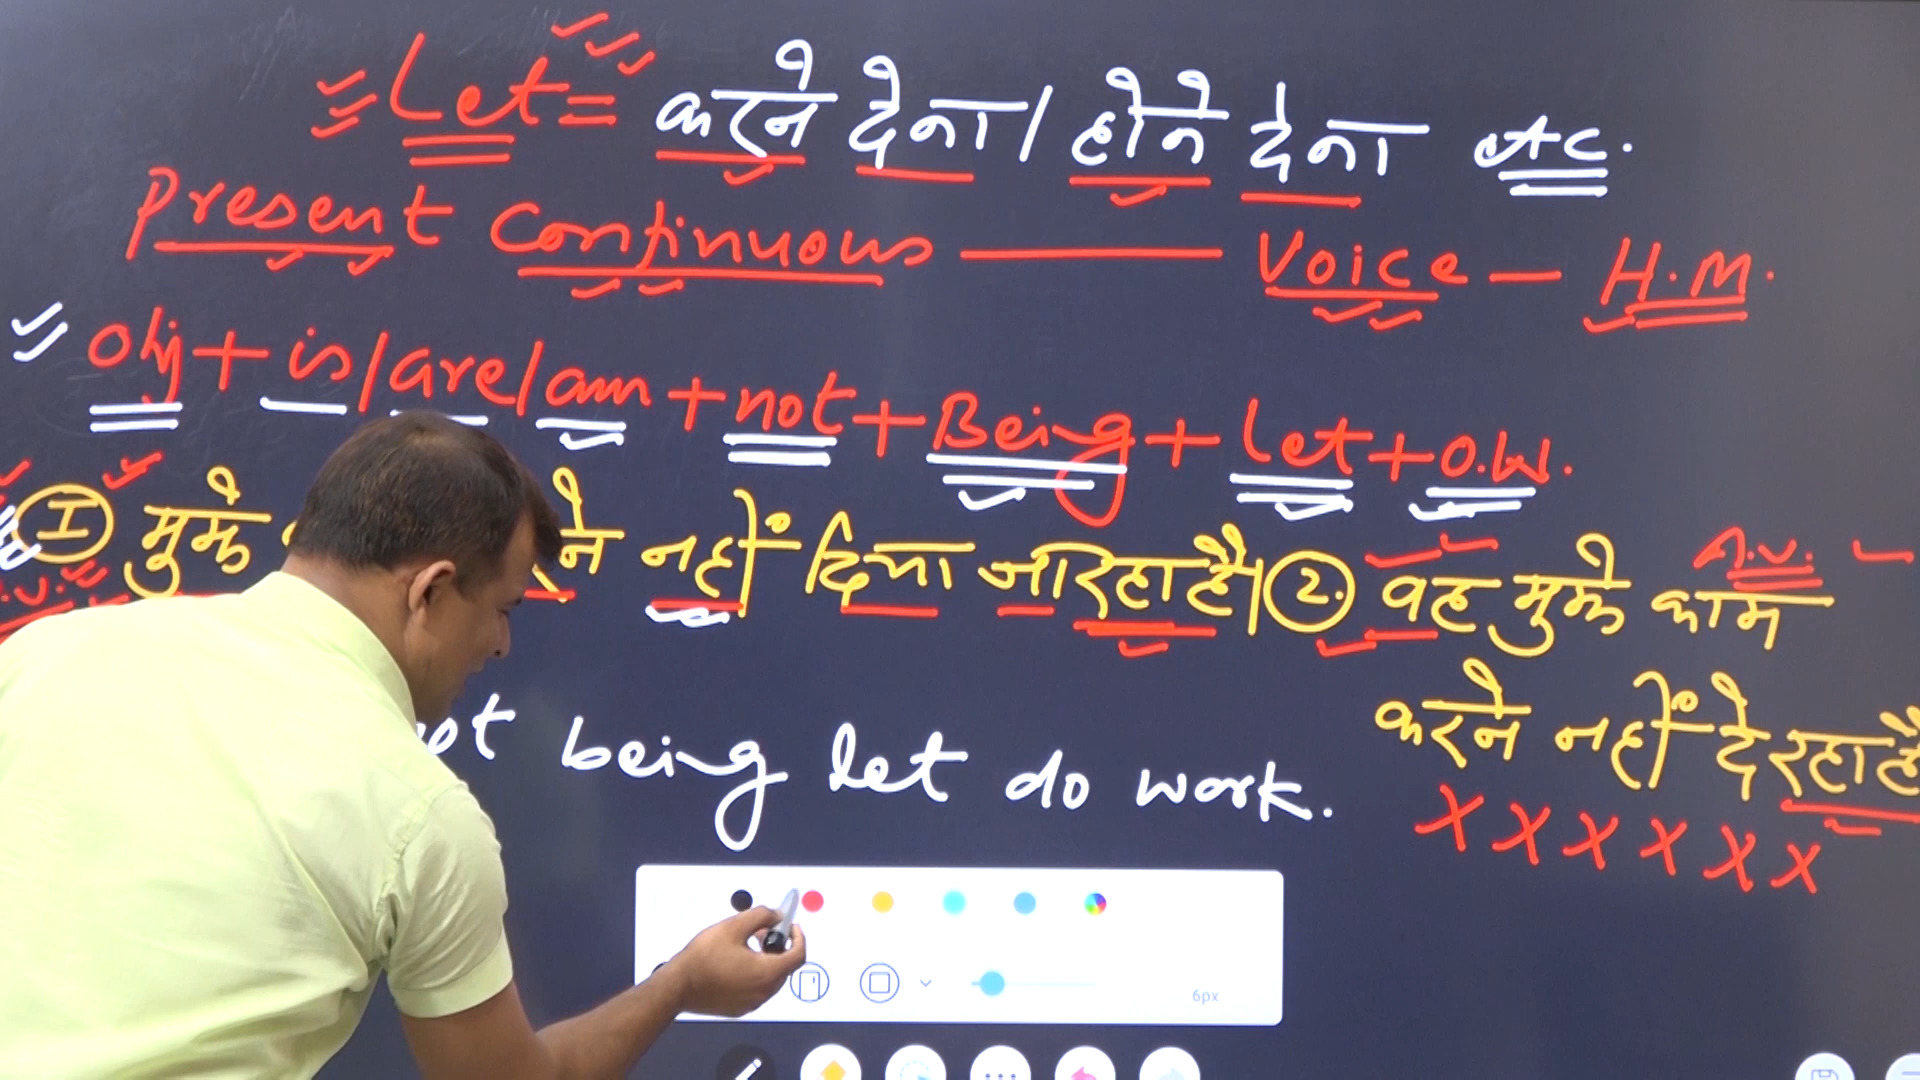 Let = करने देना / होने देना etc.
Present Continuous — Voice — H.M.
obj + is/are/am + not + Being + Let + O.W.
① मुझे नहीं दिया जा रहा है। ② वह मुझे काम
A.V.
करने नहीं दे रहा है
not being let do work.
x x x x x x
6px